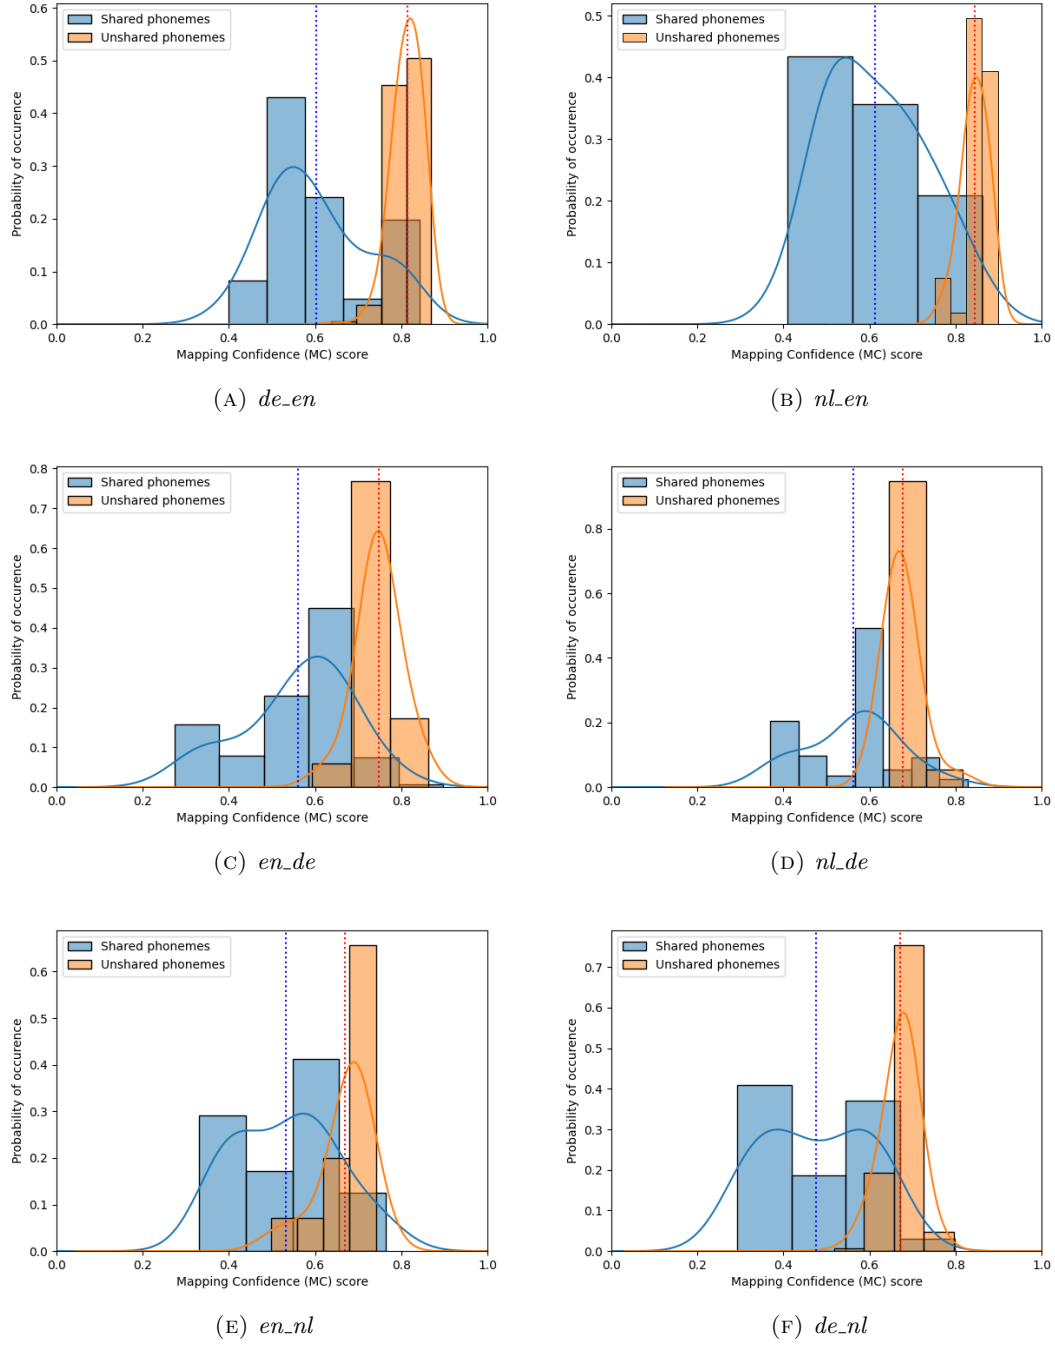 0.6
0.5
0.4
0.3
0.2
0.1
0.0
Probability of occurence
Shared phonemes
Unshared phonemes
0.0 0.2 0.4 0.6 0.8 1.0
Mapping Confidence (MC) score
(A) de_en
0.5
0.4
0.3
0.2
0.1
0.0
Probability of occurence
Shared phonemes
Unshared phonemes
0.0 0.2 0.4 0.6 0.8 1.0
Mapping Confidence (MC) score
(B) nl_en
0.8
0.7
0.6
0.5
0.4
0.3
0.2
0.1
0.0
Probability of occurence
Shared phonemes
Unshared phonemes
0.0 0.2 0.4 0.6 0.8 1.0
Mapping Confidence (MC) score
(C) en_de
0.8
0.6
0.4
0.2
0.0
Probability of occurence
Shared phonemes
Unshared phonemes
0.0 0.2 0.4 0.6 0.8 1.0
Mapping Confidence (MC) score
(D) nl_de
0.6
0.5
0.4
0.3
0.2
0.1
0.0
Probability of occurence
Shared phonemes
Unshared phonemes
0.0 0.2 0.4 0.6 0.8 1.0
Mapping Confidence (MC) score
(E) en_nl
0.7
0.6
0.5
0.4
0.3
0.2
0.1
0.0
Probability of occurence
Shared phonemes
Unshared phonemes
0.0 0.2 0.4 0.6 0.8 1.0
Mapping Confidence (MC) score
(F) de_nl